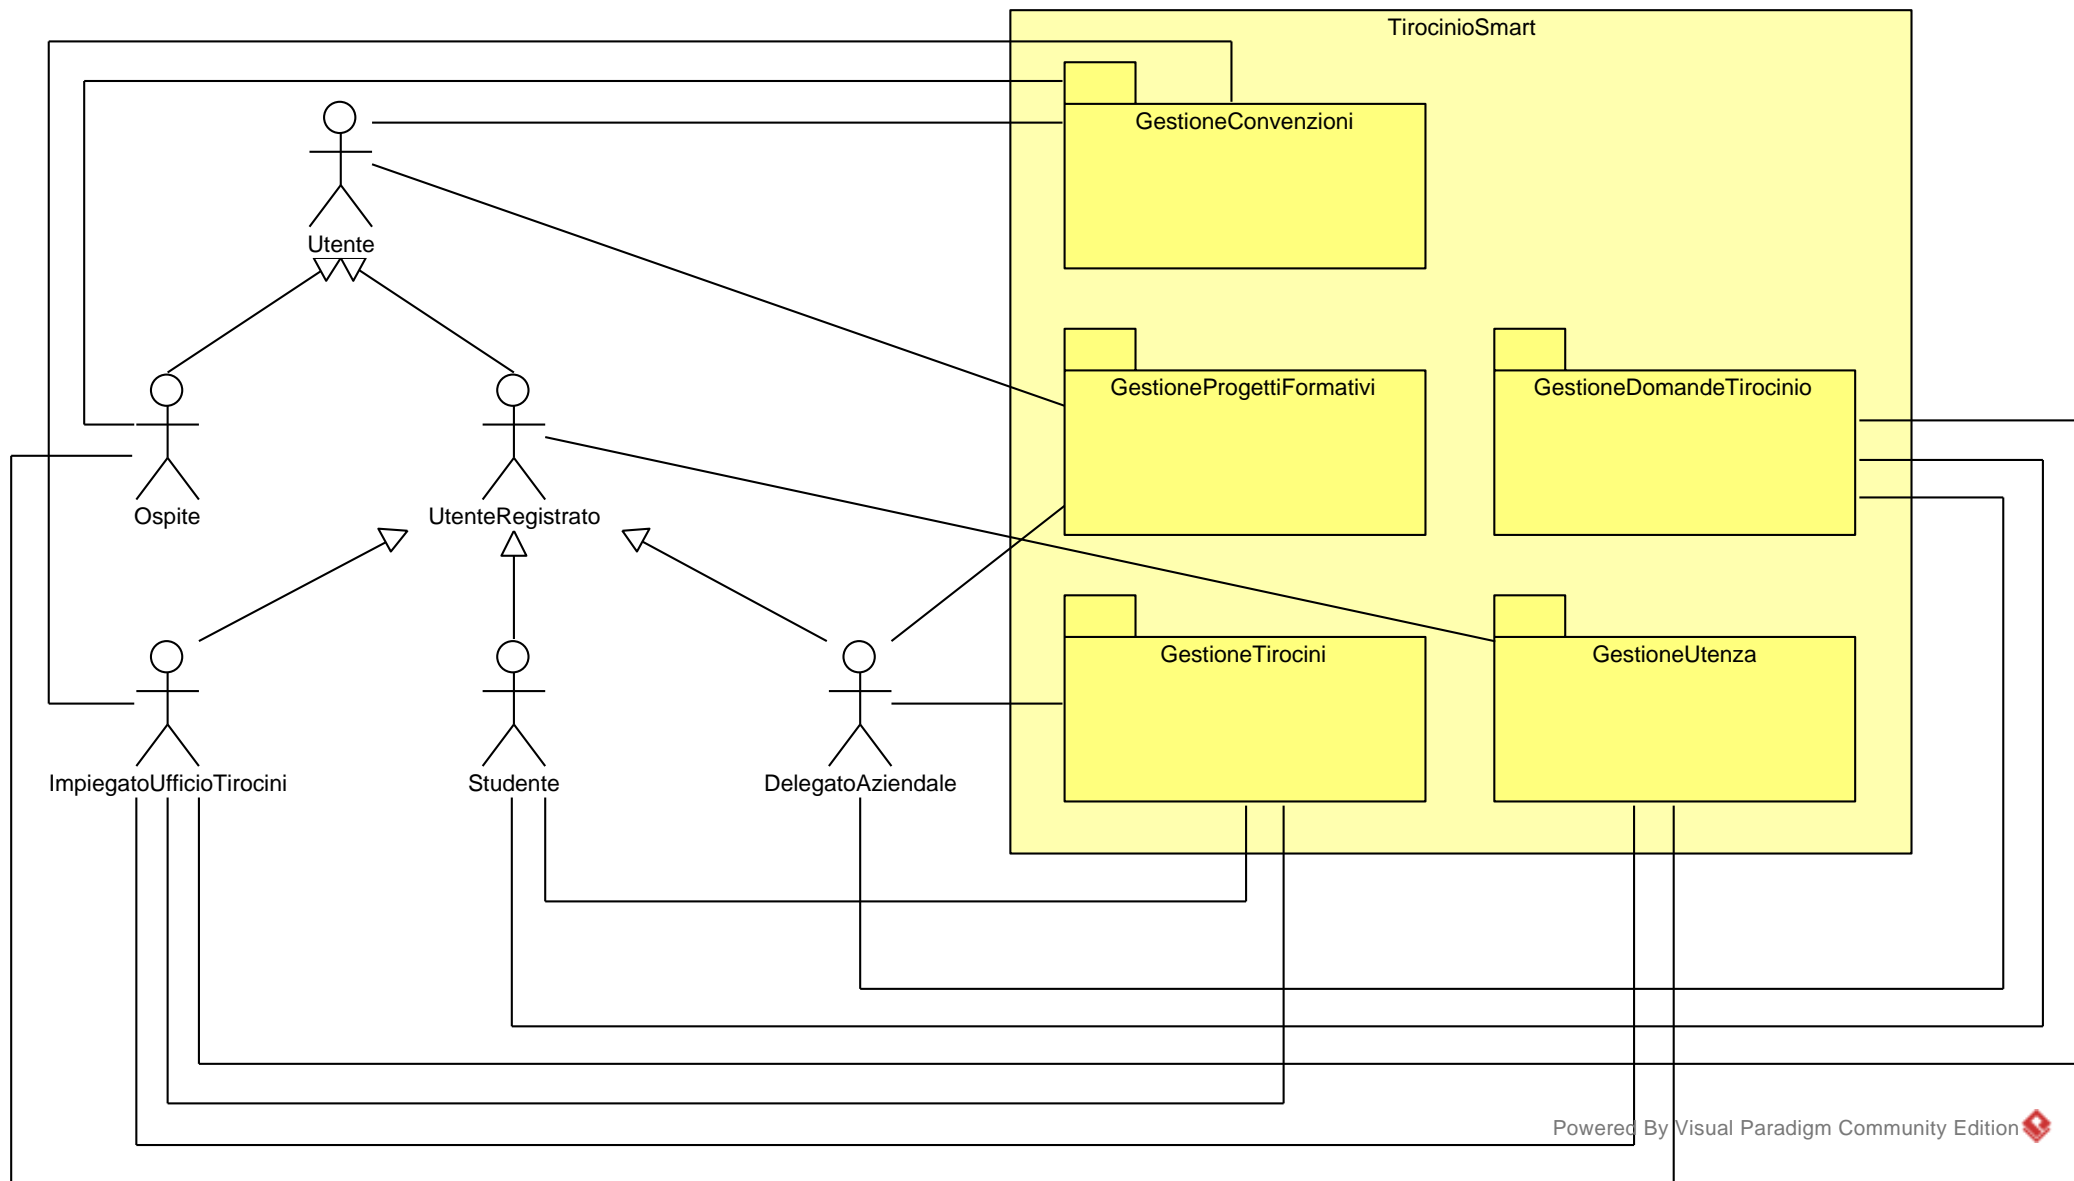 TirocinioSmart
GestioneConvenzioni
Utente
GestioneProgettiFormativi
GestioneDomandeTirocinio
Ospite
UtenteRegistrato
GestioneTirocini
GestioneUtenza
ImpiegatoUfficioTirocini
Studente
DelegatoAziendale
Powered By Visual Paradigm Community Edition